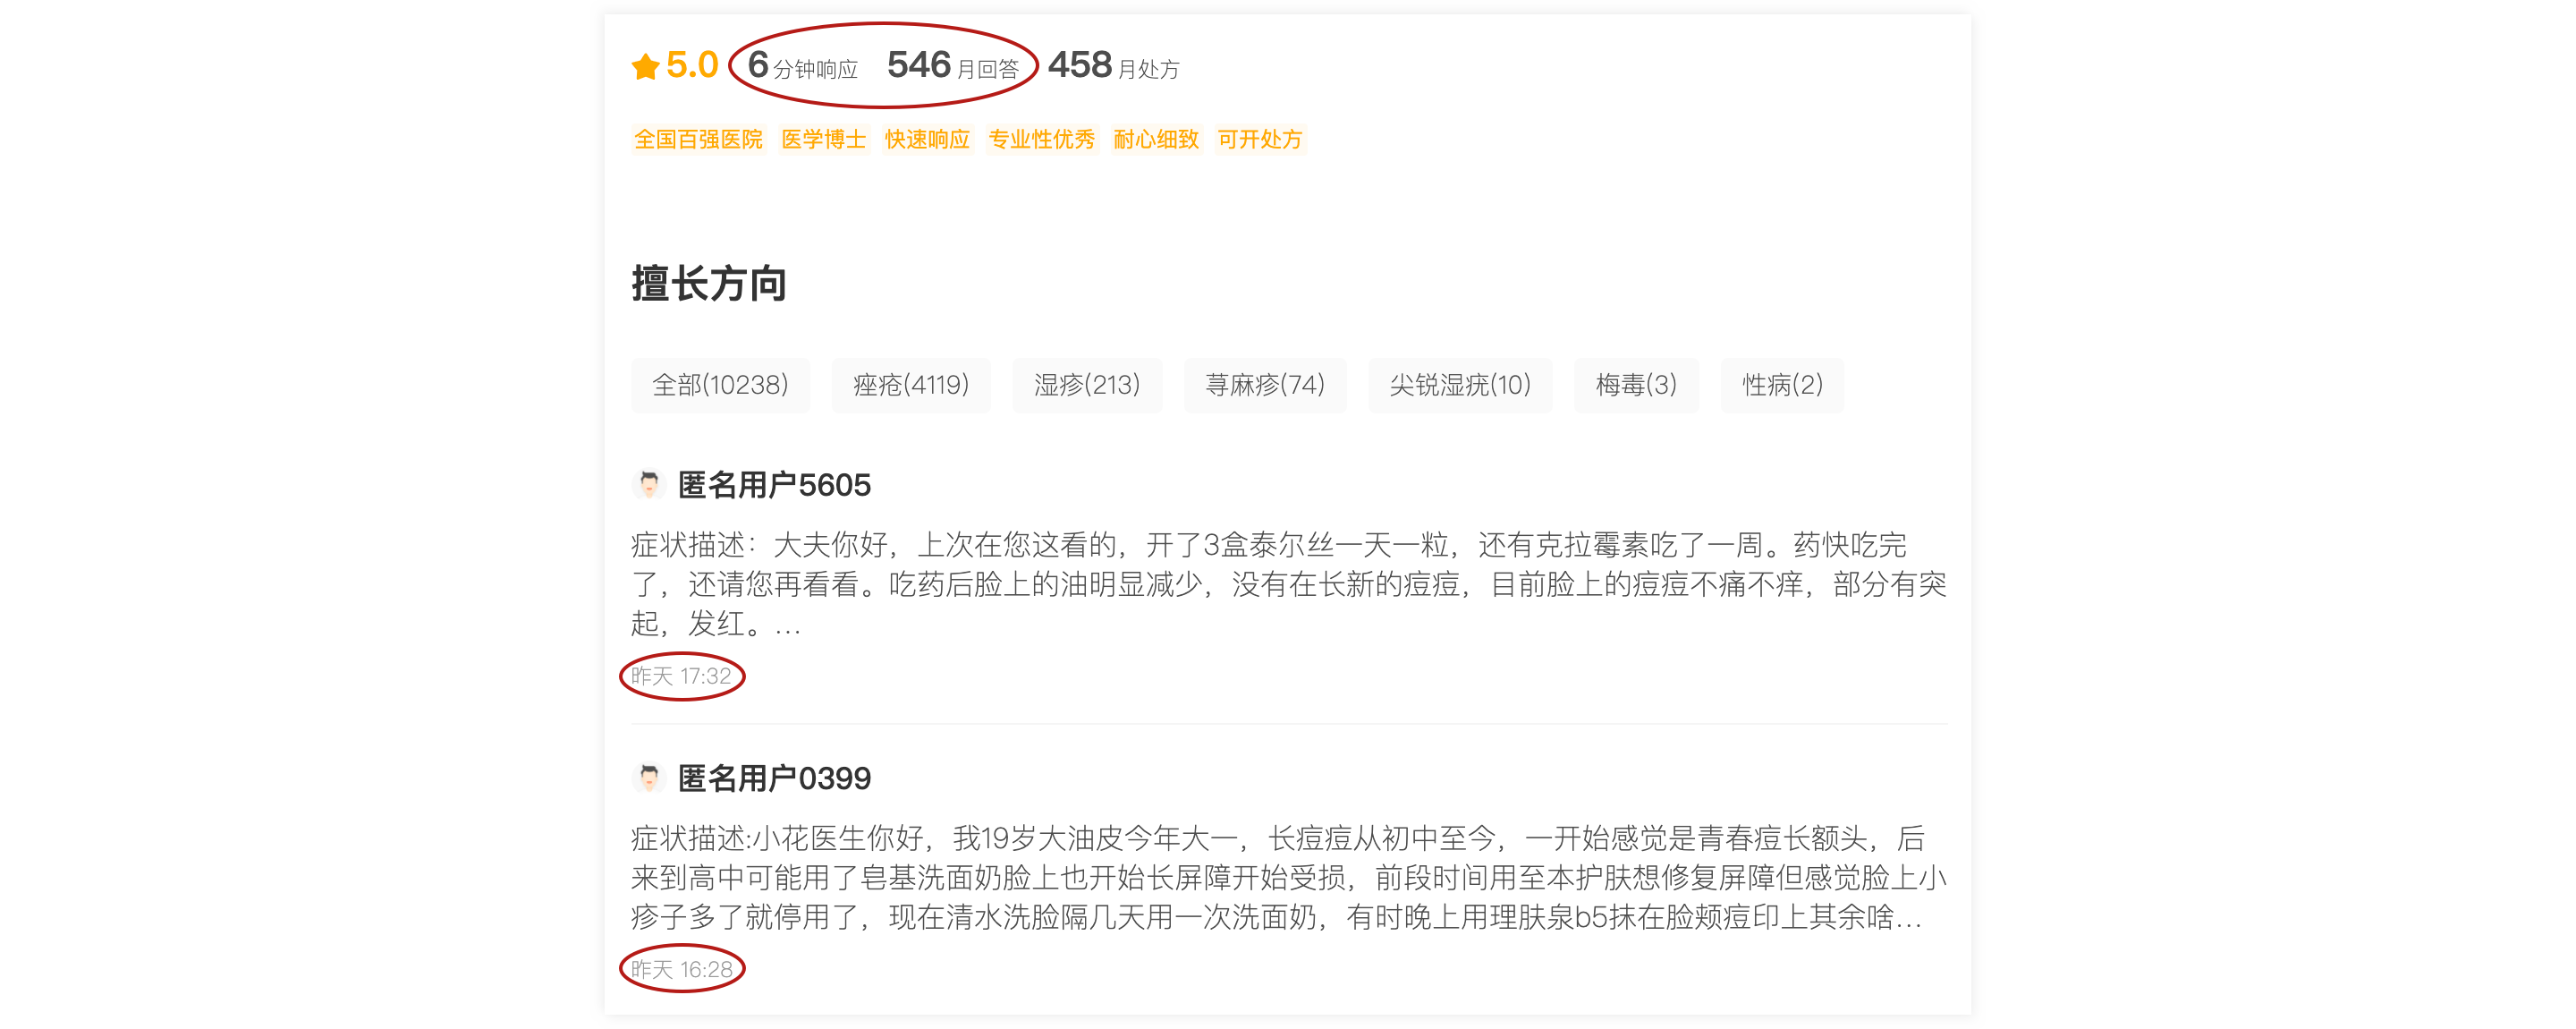 5.0 6分钟响应 546月回答 458月处方
全国百强医院 医学博士 快速响应 专业性优秀 耐心细致 可开处方
擅长方向
全部(10238) 痤疮(4119) 湿疹(213) 荨麻疹(74) 尖锐湿疣(10) 梅毒(3) 性病(2)
匿名用户5605
症状描述：大夫你好，上次在您这看的，开了3盒泰尔丝一天一粒，还有克拉霉素吃了一周。药快吃完
了，还请您再看看。吃药后脸上的油明显减少，没有在长新的痘痘，目前脸上的痘痘不痛不痒，部分有突
起，发红。...
昨天 17:32
匿名用户0399
症状描述:小花医生你好，我19岁大油皮今年大一，长痘痘从初中至今，一开始感觉是青春痘长额头，后
来到高中可能用了皂基洗面奶脸上也开始长屏障开始受损，前段时间用至本护肤想修复屏障但感觉脸上小
疹子多了就停用了，现在清水洗脸隔几天用一次洗面奶，有时晚上用理肤泉b5抹在脸颊痘印上其余啥...
昨天 16:28